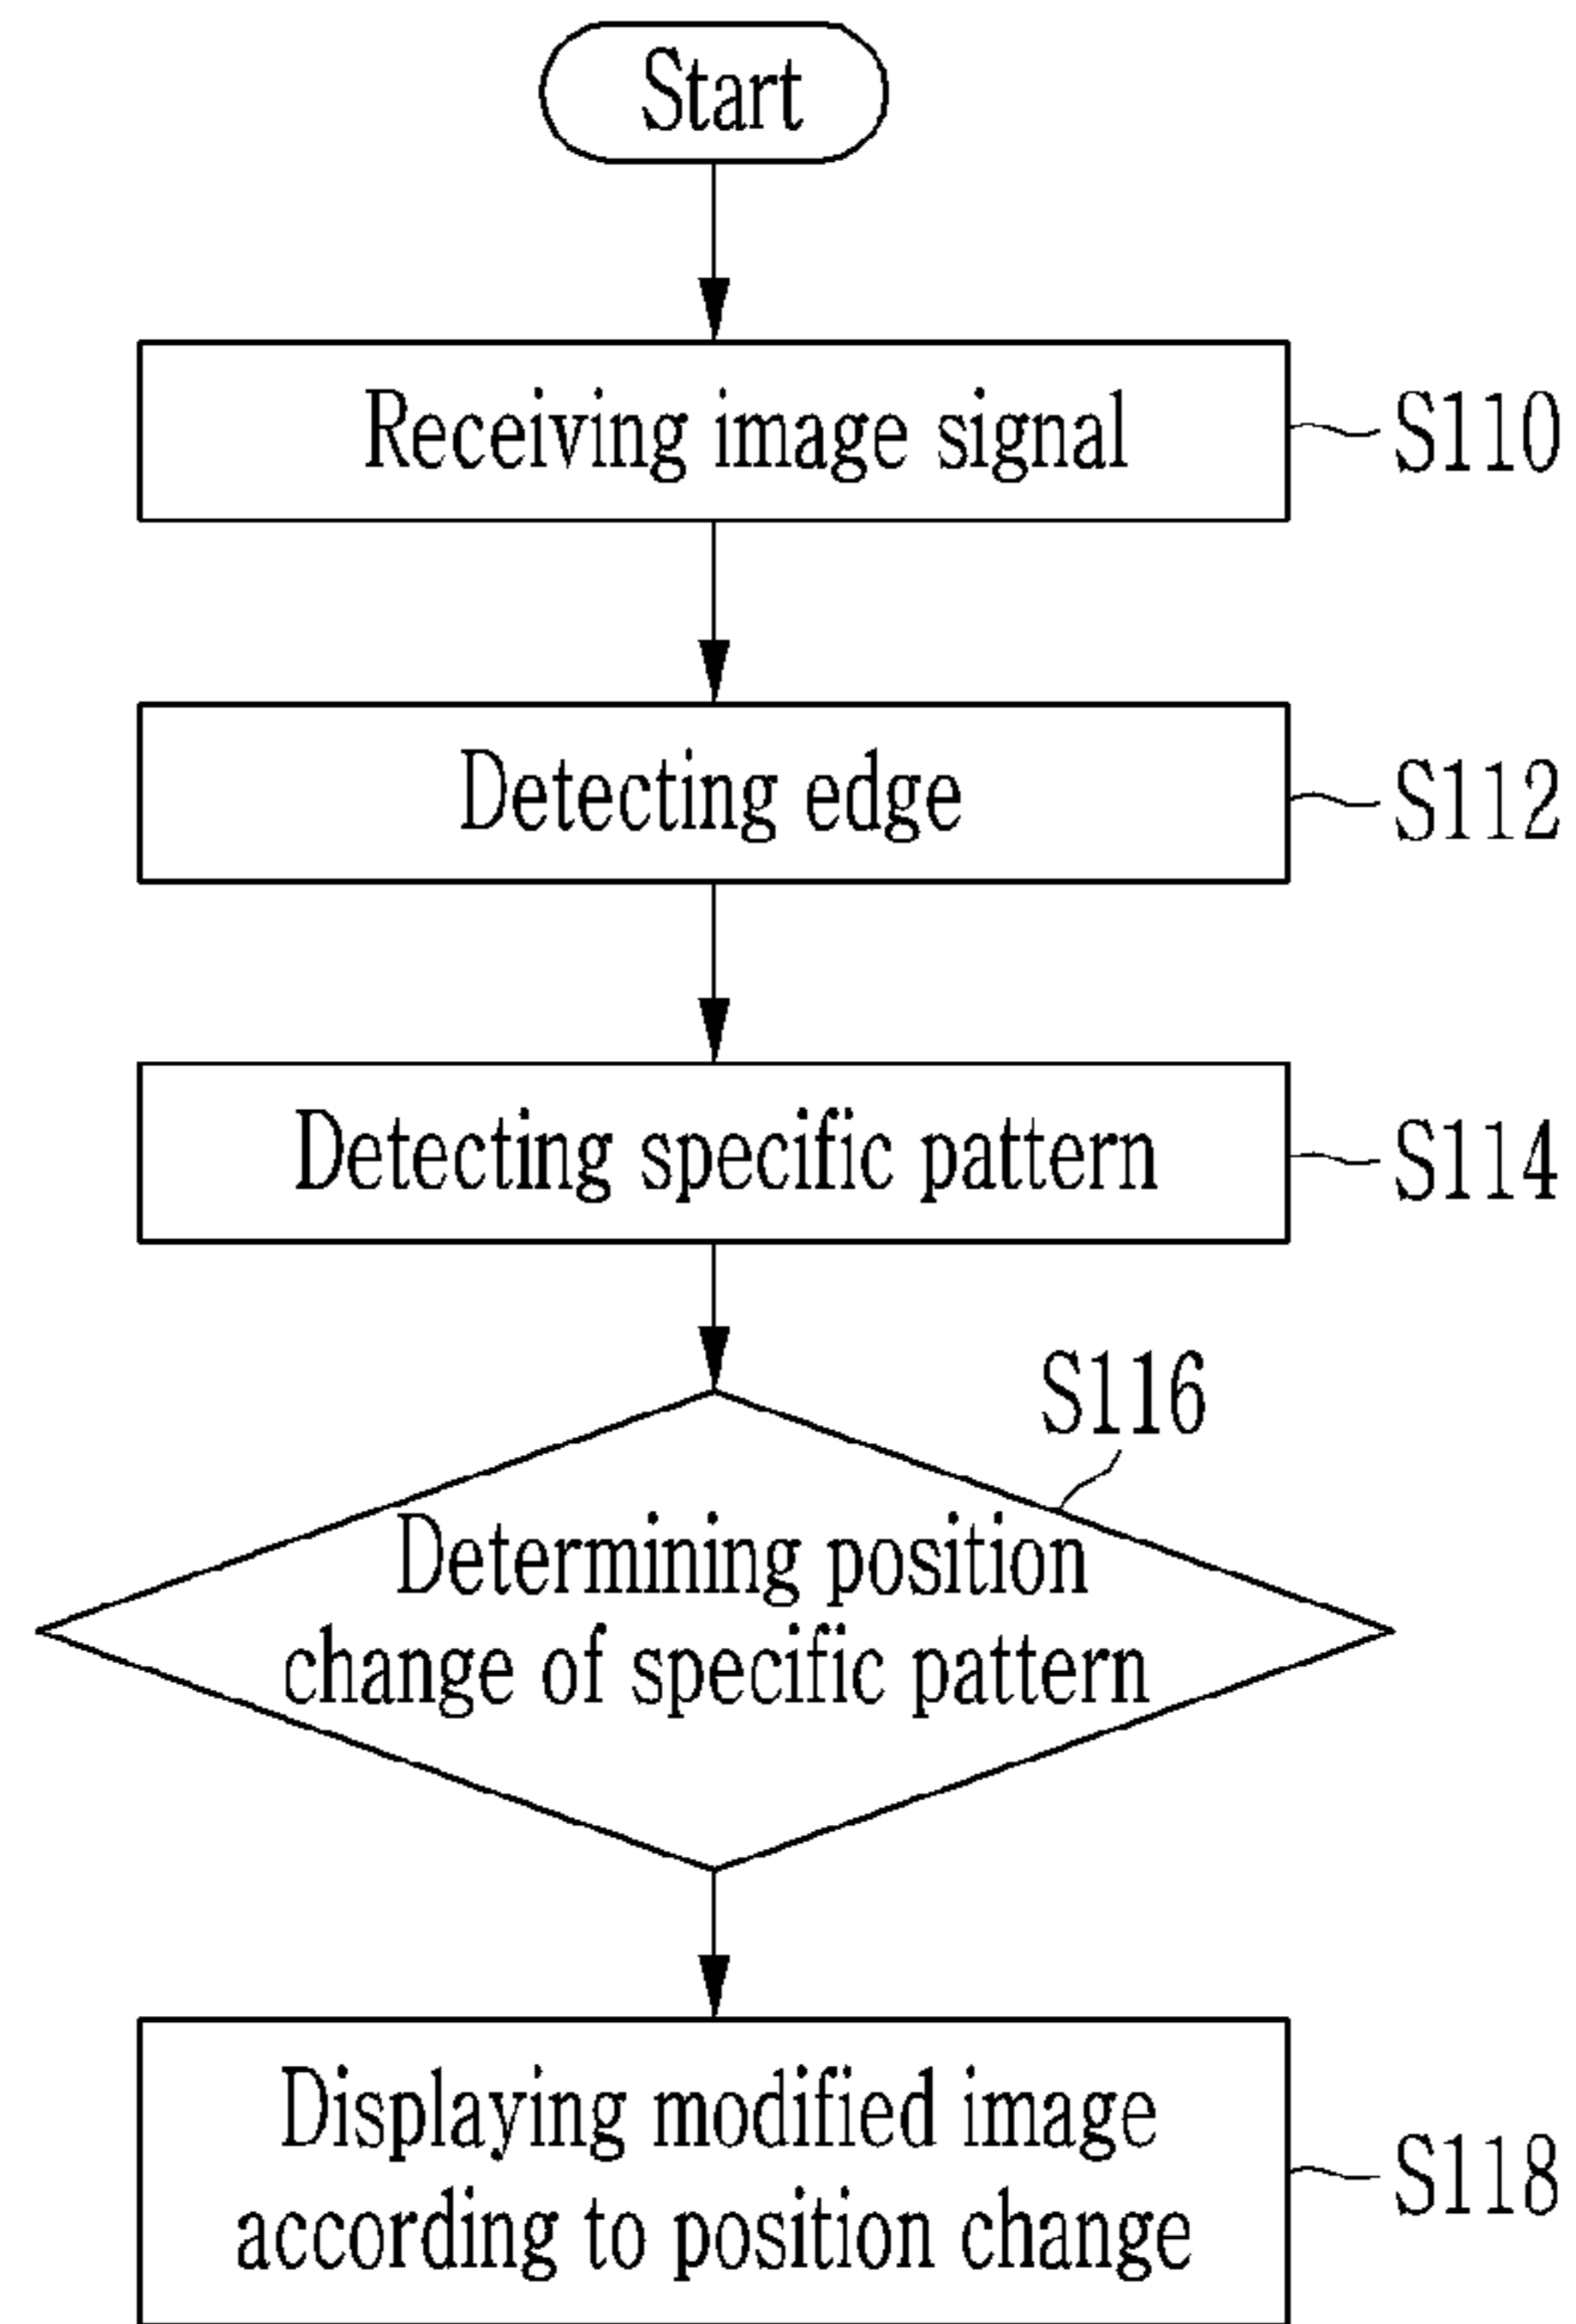 Start
Receiving image signal
S110
Detecting edge
S112
Detecting specific pattern
S114
S116
Determining position
change of specific pattern
Displaying modified image
according to position change
S118